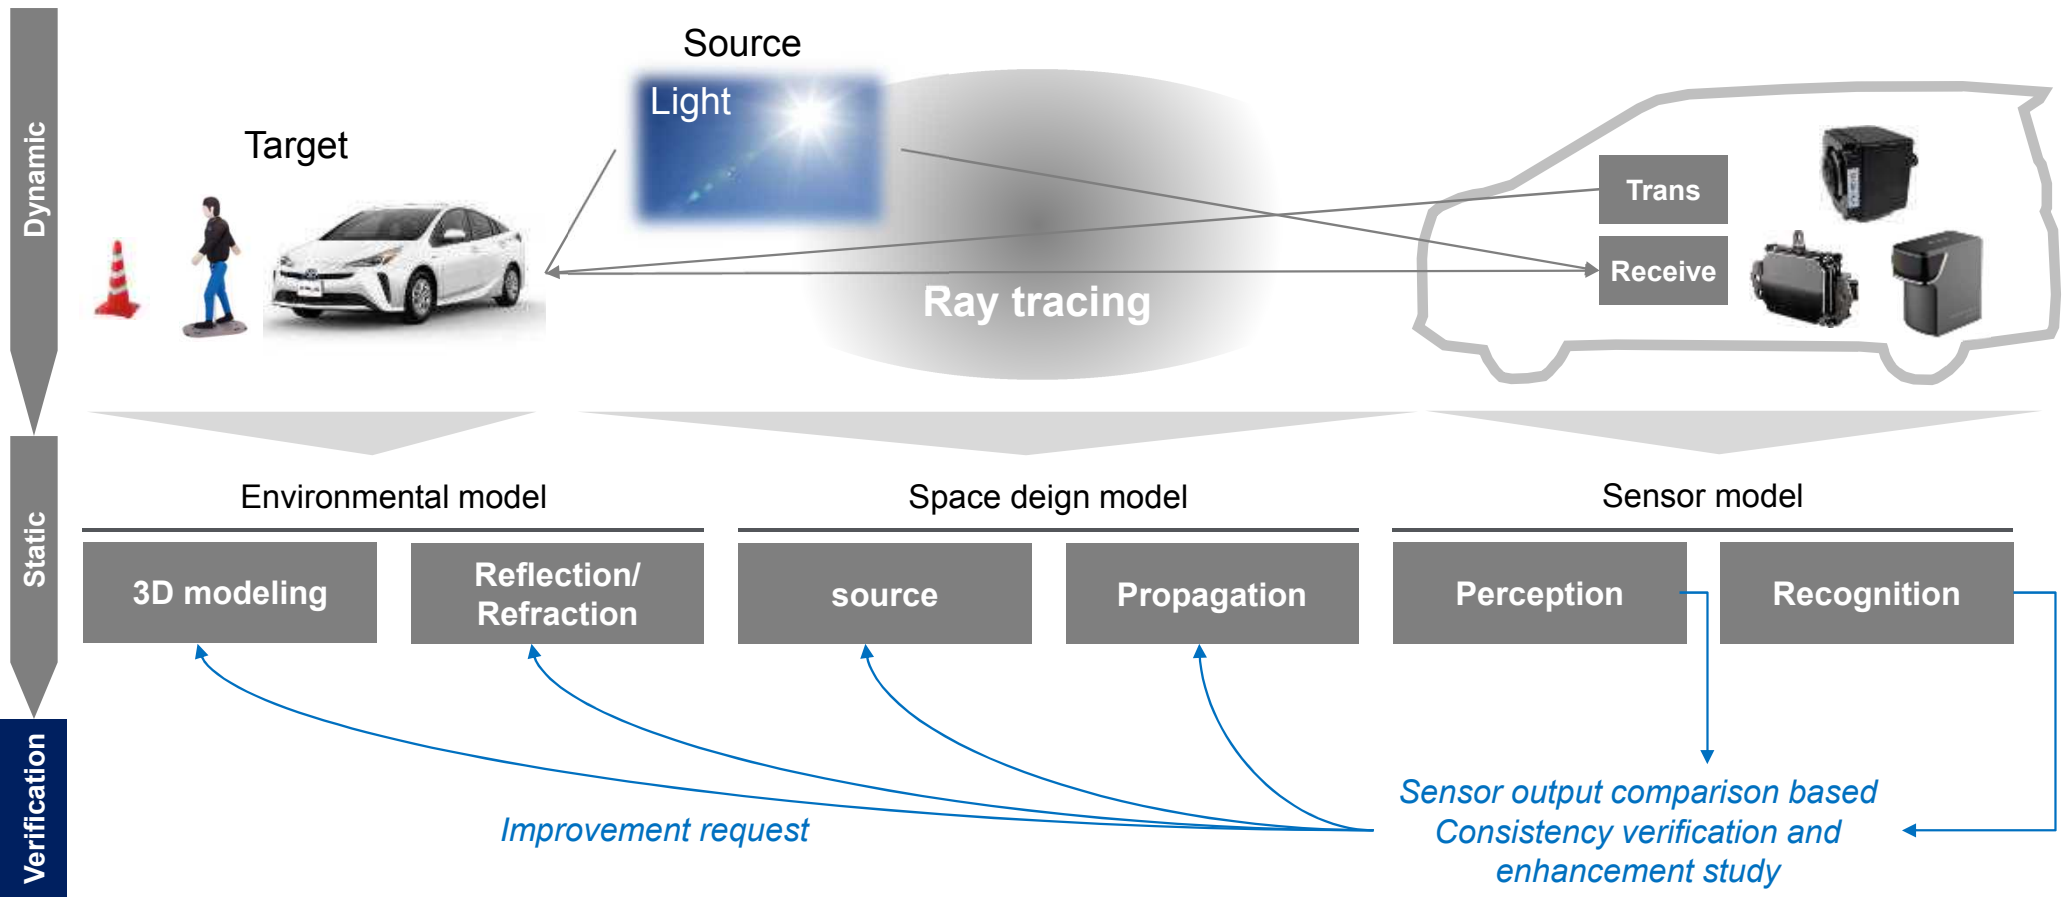 Dynamic
Static
Verification
Source
Light
Target
Trans
Receive
Ray tracing
Environmental model
Space deign model
Sensor model
3D modeling
Reflection/
Refraction
source
Propagation
Perception
Recognition
Improvement request
Sensor output comparison based
Consistency verification and
enhancement study